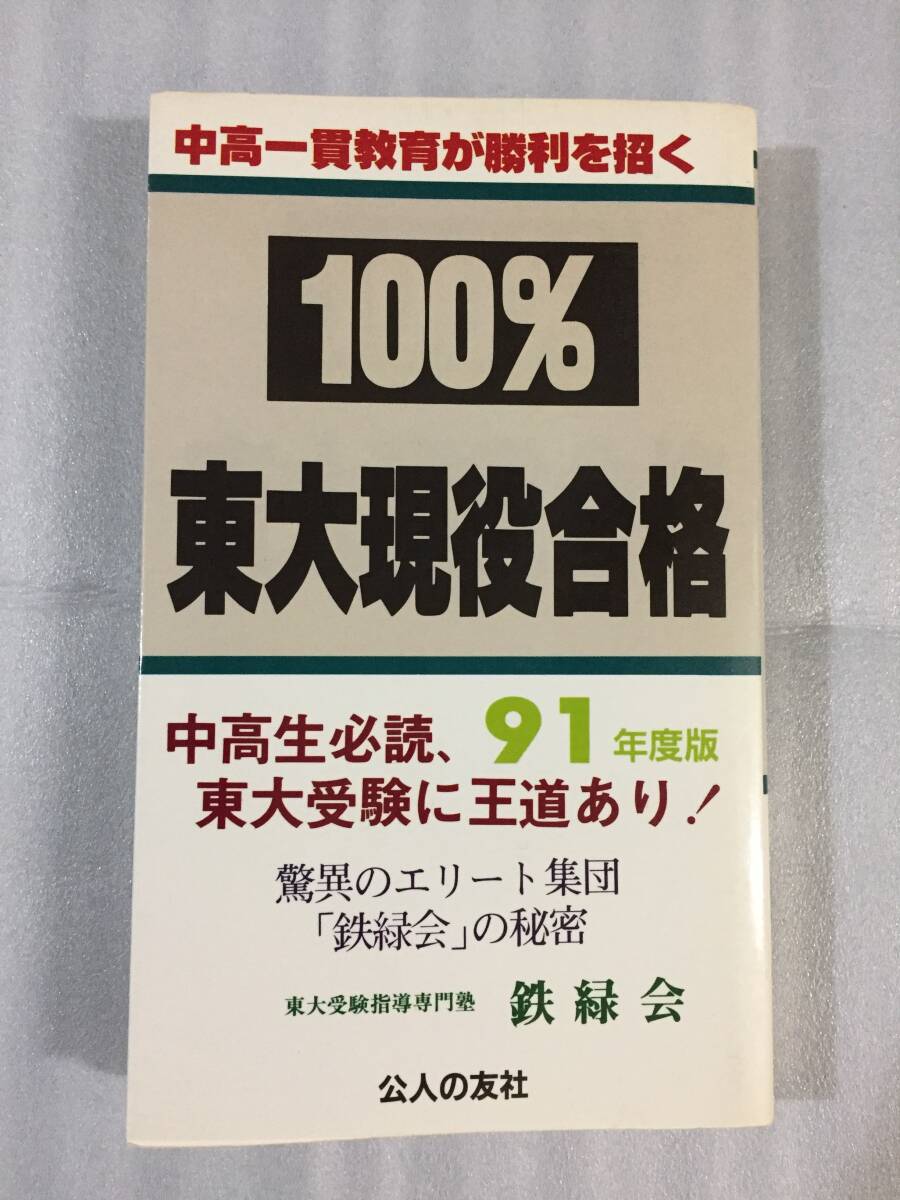 中高一貫教育が勝利を招く
100%
東大現役合格
中高生必読、91年度版
東大受験に王道あり!
驚異のエリート集団
「鉄緑会」の秘密
東大受験指導専門塾 鉄緑会
公人の友社